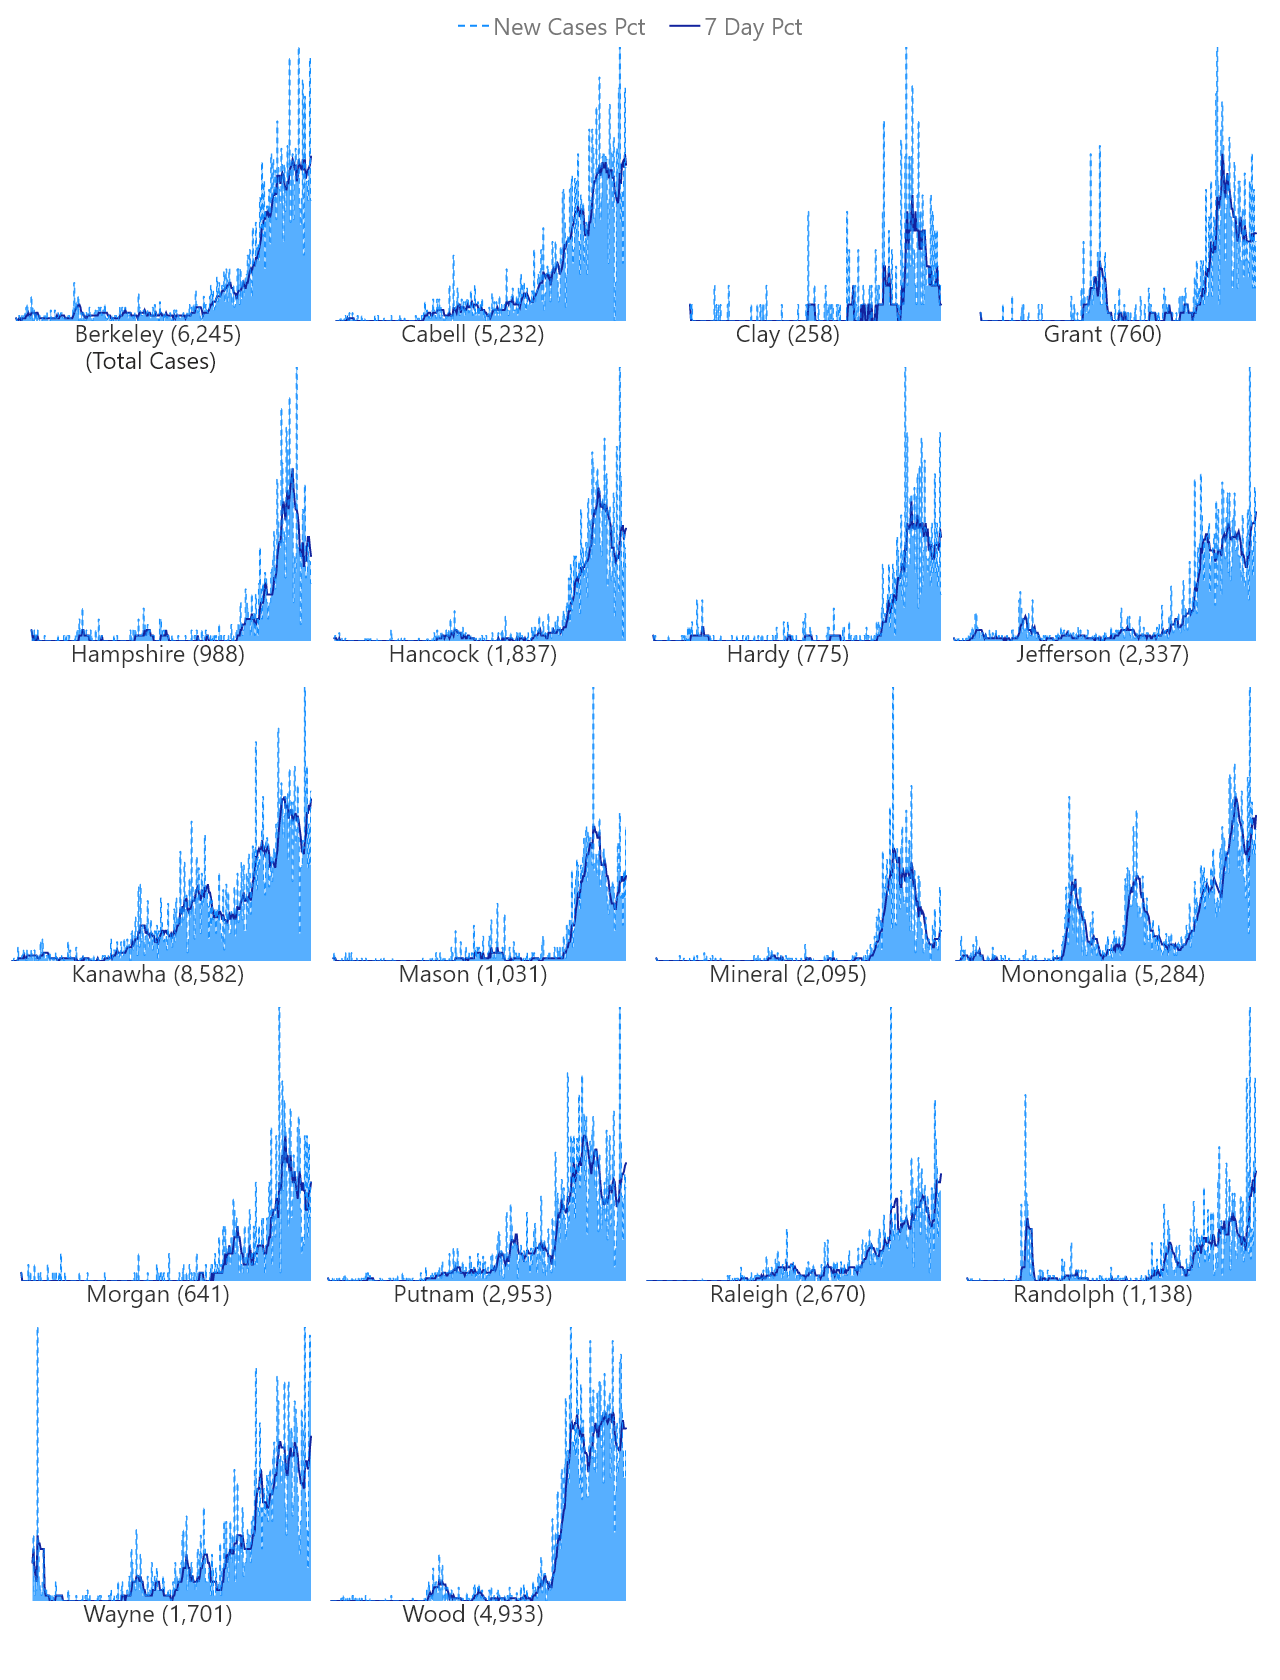 New Cases Pct 7 Day Pct
Berkeley (6,245) Cabell (5,232) Clay (258) Grant (760)
(Total Cases)
Hampshire (988) Hancock (1,837) Hardy (775) Jefferson (2,337)
Kanawha (8,582) Mason (1,031) Mineral (2,095) Monongalia (5,284)
Morgan (641) Putnam (2,953) Raleigh (2,670) Randolph (1,138)
Wayne (1,701) Wood (4,933)